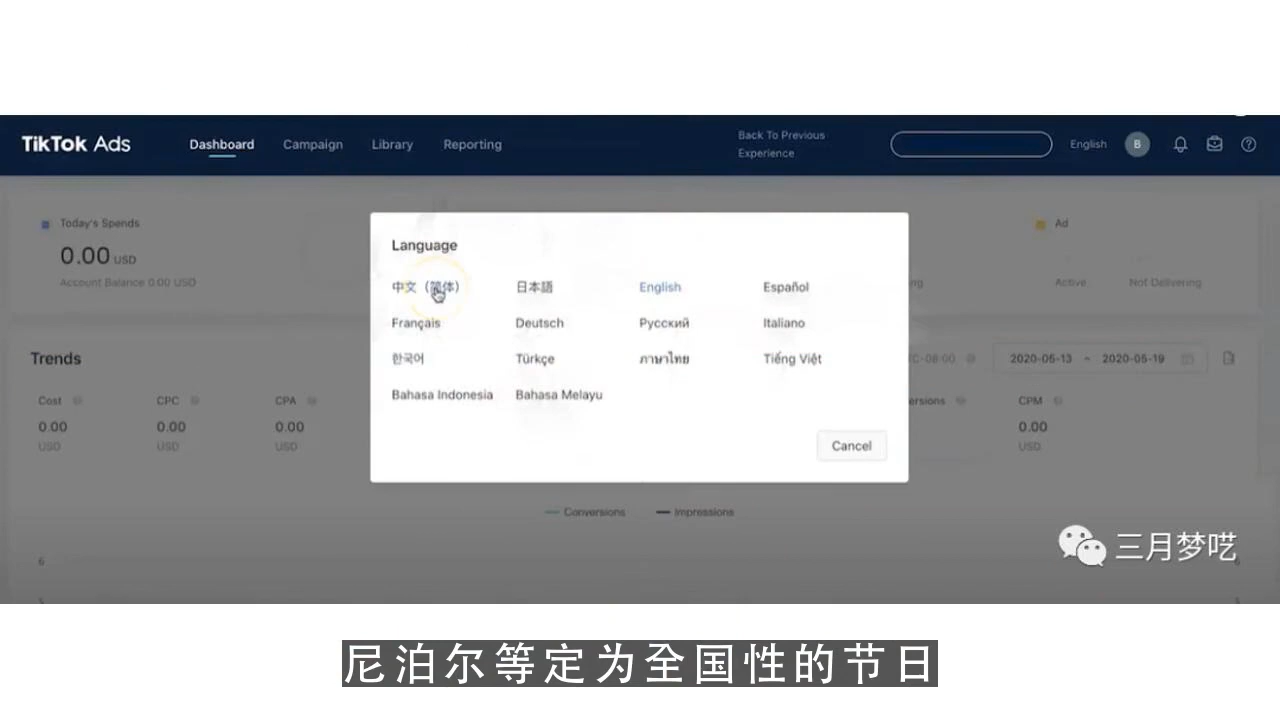 TikTok Ads
Dashboard
Campaign
Library
Reporting
Back To Previous
Experience
English
B
Today's Spends
0.00 USD
Account Balance 0.00 USD
Ad
Active
Not Delivering
Language
中文（简体）
日本語
English
Español
Français
Deutsch
Русский
Italiano
한국어
Türkçe
ภาษาไทย
Tiếng Việt
Bahasa Indonesia
Bahasa Melayu
Cancel
Trends
2020-05-13 ~ 2020-05-19
Cost
CPC
CPA
CPM
0.00
0.00
0.00
0.00
USD
USD
USD
USD
Conversions
Impressions
6
6
三月梦呓
尼泊尔等定为全国性的节日